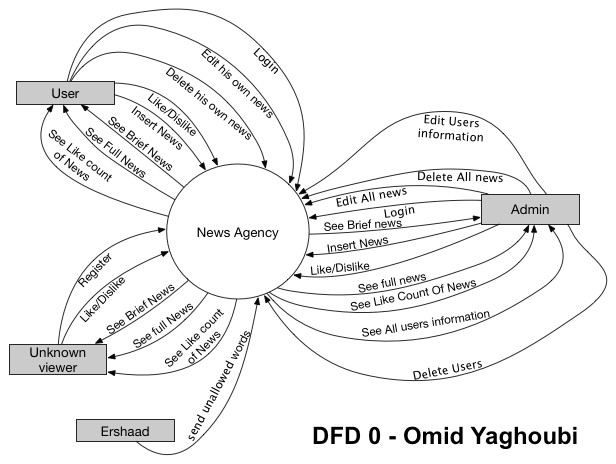 Login
Edit his own news
Delete his own news
User
Like/Dislike
Insert News
See Brief News
See Full News
See Like count
of News
Edit Users
information
Delete All news
Edit All news
Login
Admin
See Brief news
Insert News
Like/Dislike
See full news
See Like Count Of News
See All users information
Delete Users
News Agency
Register
Like/Dislike
See Brief News
See full News
See Like count
of News
Unknown
viewer
Ershaad
send unallowed words
DFD 0 - Omid Yaghoubi